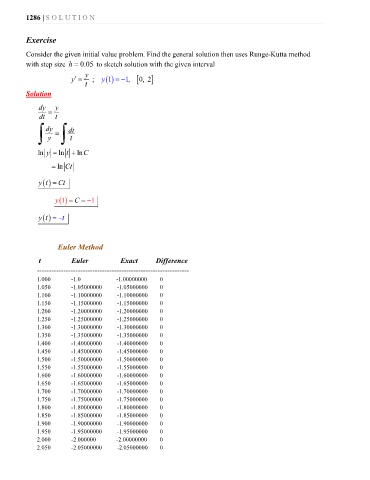 1286 | S O L U T I O N
Exercise
Consider the given initial value problem. Find the general solution then uses Runge-Kutta method
with step size h = 0.05 to sketch solution with the given interval
y′ = y/t ; y(1) = −1, [0, 2]
Solution
dy/dt = y/t
∫ dy/y = ∫ dt/t
ln|y| = ln|t| + ln C
= ln|Ct|
y(t) = Ct
y(1) = C = −1
y(t) = −t
Euler Method
t Euler Exact Difference
----------------------------------------------------------------------
1.000 -1.0 -1.00000000 0
1.050 -1.05000000 -1.05000000 0
1.100 -1.10000000 -1.10000000 0
1.150 -1.15000000 -1.15000000 0
1.200 -1.20000000 -1.20000000 0
1.250 -1.25000000 -1.25000000 0
1.300 -1.30000000 -1.30000000 0
1.350 -1.35000000 -1.35000000 0
1.400 -1.40000000 -1.40000000 0
1.450 -1.45000000 -1.45000000 0
1.500 -1.50000000 -1.50000000 0
1.550 -1.55000000 -1.55000000 0
1.600 -1.60000000 -1.60000000 0
1.650 -1.65000000 -1.65000000 0
1.700 -1.70000000 -1.70000000 0
1.750 -1.75000000 -1.75000000 0
1.800 -1.80000000 -1.80000000 0
1.850 -1.85000000 -1.85000000 0
1.900 -1.90000000 -1.90000000 0
1.950 -1.95000000 -1.95000000 0
2.000 -2.000000 -2.00000000 0
2.050 -2.05000000 -2.05000000 0